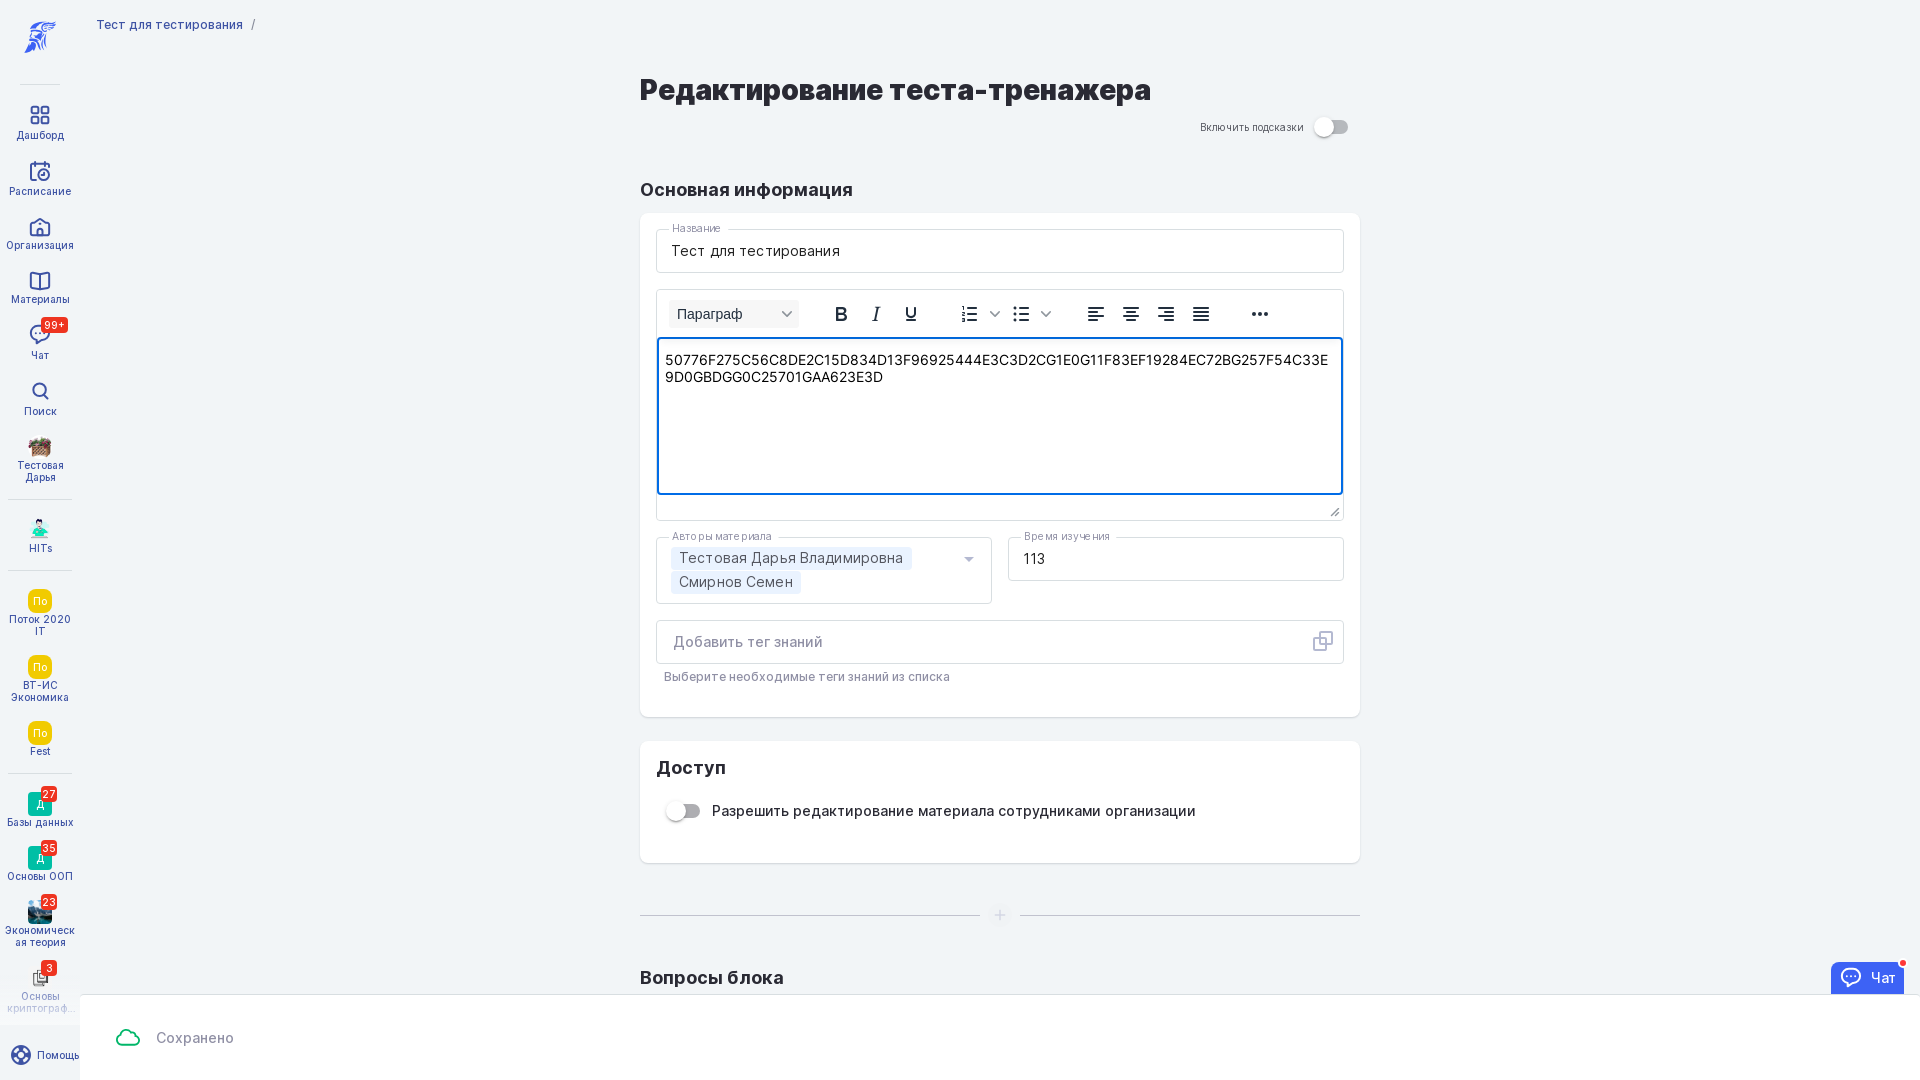 Тест для тестирования /
Дашборд
Расписание
Организация
Материалы
99+
Чат
Поиск
Тестовая
Дарья
HITs
По
Поток 2020
IT
По
ВТ-ИС
Экономика
По
Fest
27
Д
Базы данных
35
Д
Основы ООП
23
Экономическ
ая теория
3
Основы
криптограф...
Помощь
Редактирование теста-тренажера
Включить подсказки
Основная информация
Название
Тест для тестирования
Параграф
50776F275C56C8DE2C15D834D13F96925444E3C3D2CG1E0G11F83EF19284EC72BG257F54C33E
9D0GBDGG0C25701GAA623E3D
Авторы материала
Тестовая Дарья Владимировна
Смирнов Семен
Время изучения
113
Добавить тег знаний
Выберите необходимые теги знаний из списка
Доступ
Разрешить редактирование материала сотрудниками организации
Вопросы блока
Чат
Сохранено